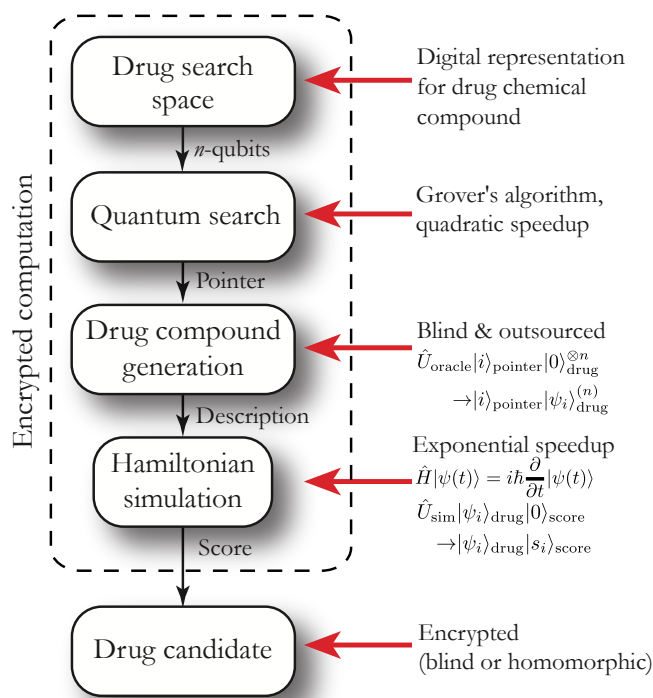 Drug search
space
Digital representation
for drug chemical
compound
n-qubits
Quantum search
Grover's algorithm,
quadratic speedup
Pointer
Drug compound
generation
Blind & outsourced
Û_oracle|i⟩_pointer|0⟩^{⊗n}_drug
→|i⟩_pointer|ψ_i⟩^{(n)}_drug
Description
Hamiltonian
simulation
Exponential speedup
Ĥ|ψ(t)⟩ = iℏ ∂/∂t |ψ(t)⟩
Û_sim|ψ_i⟩_drug|0⟩_score
→|ψ_i⟩_drug|s_i⟩_score
Score
Encrypted computation
Drug candidate
Encrypted
(blind or homomorphic)